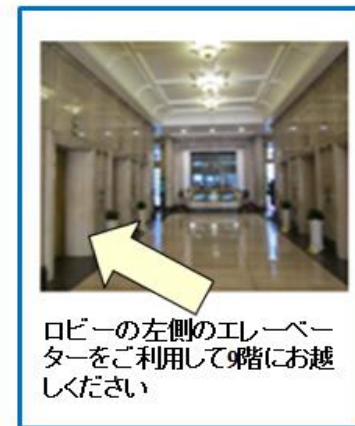 ロビーの左側のエレーベー
ターをご利用して9階にお越
しください